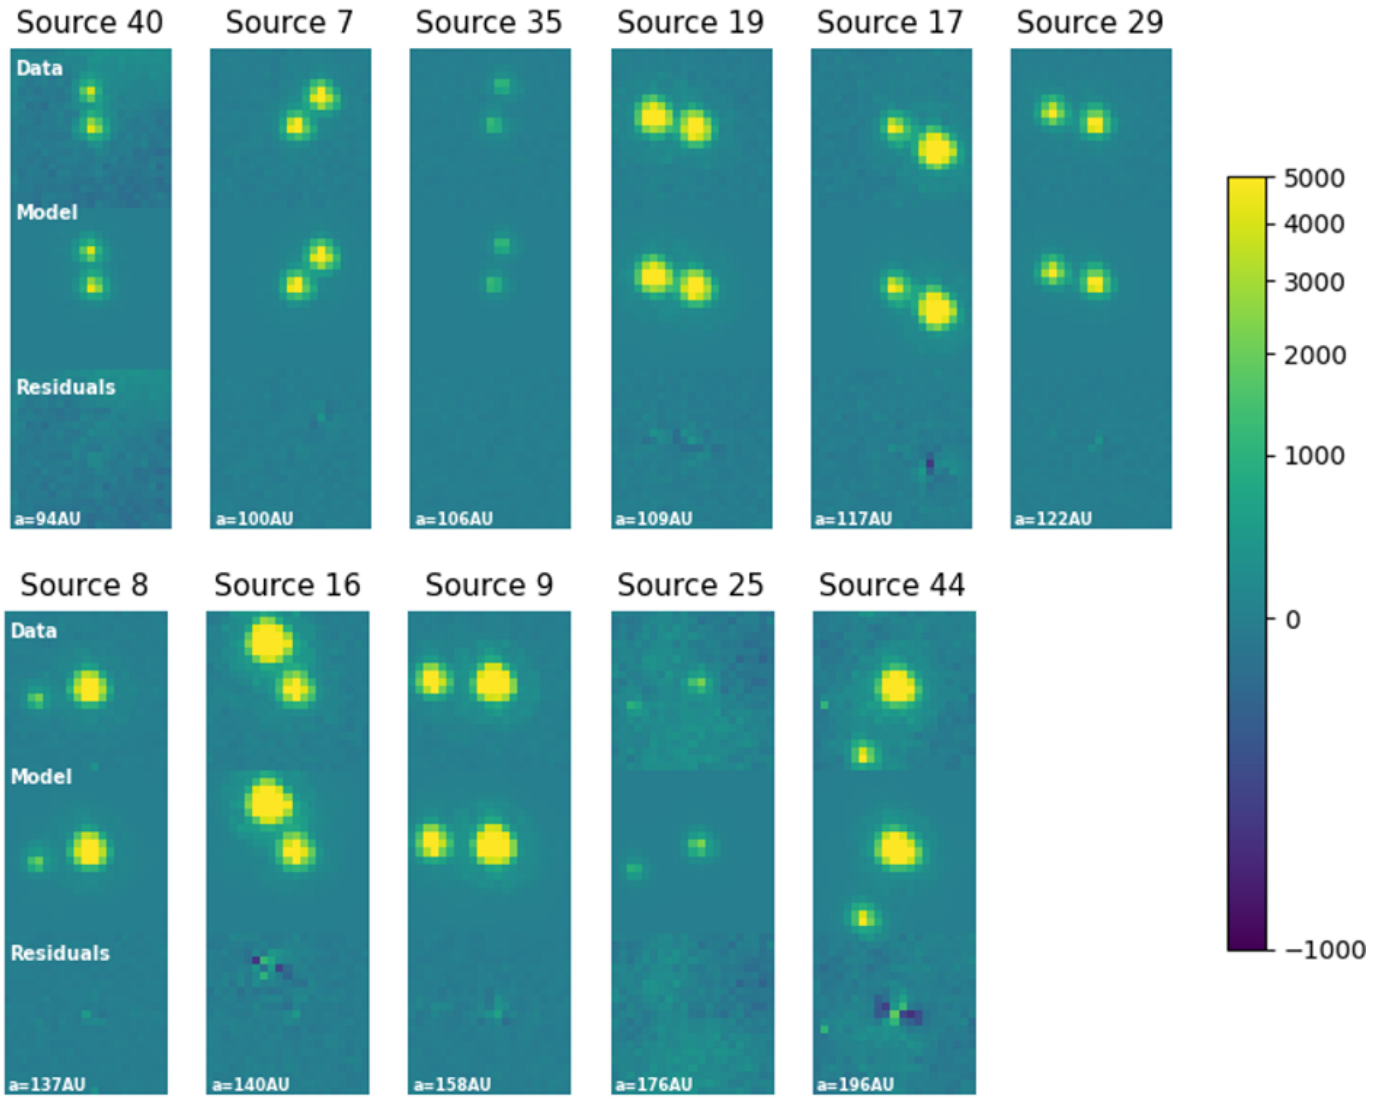 Source 40 Source 7 Source 35 Source 19 Source 17 Source 29
Data
Model
Residuals
a=94AU a=100AU a=106AU a=109AU a=117AU a=122AU
5000
4000
3000
2000
1000
0
−1000
Source 8 Source 16 Source 9 Source 25 Source 44
Data
Model
Residuals
a=137AU a=140AU a=158AU a=176AU a=196AU